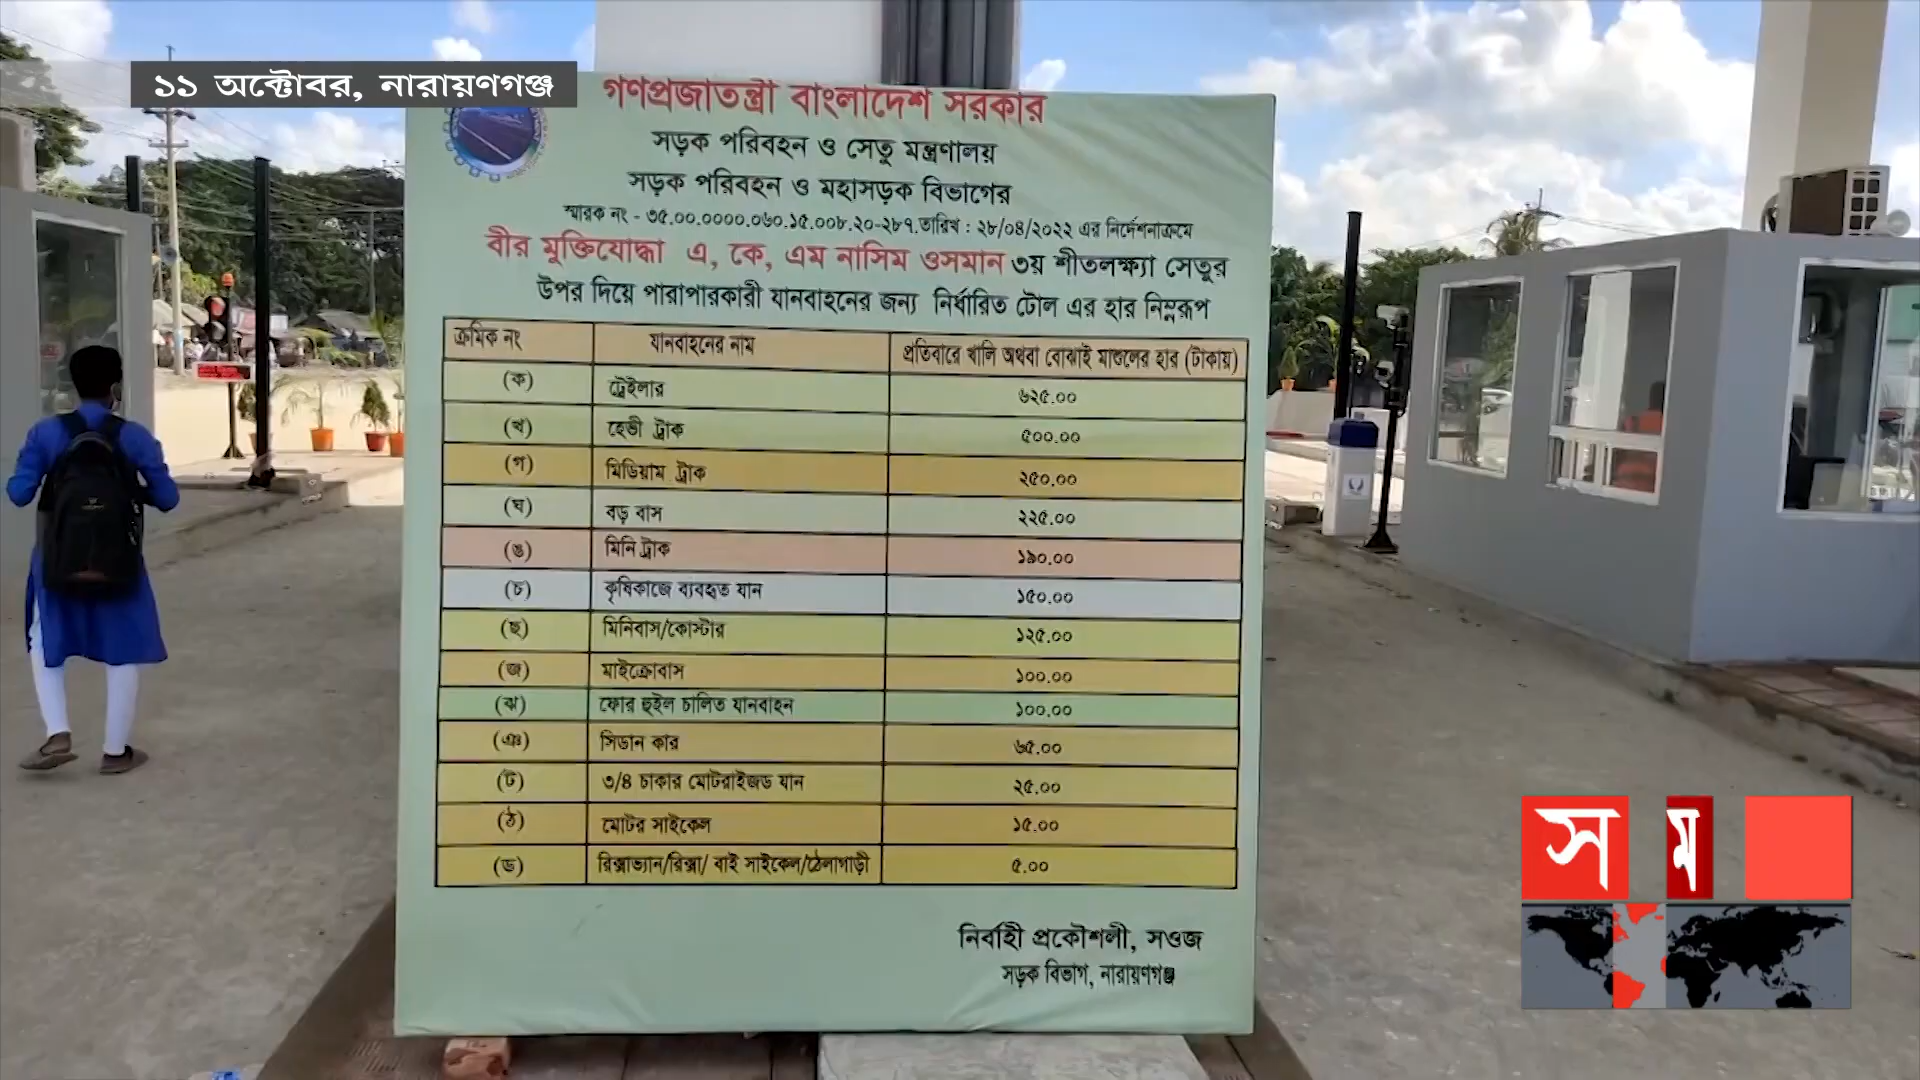 ১১ অক্টোবর, নারায়ণগঞ্জ
গণপ্রজাতন্ত্রী বাংলাদেশ সরকার
সড়ক পরিবহন ও সেতু মন্ত্রণালয়
সড়ক পরিবহন ও মহাসড়ক বিভাগের
স্মারক নং - ৩৫.০০.০০০০.০৬০.১৫.০০৮.২০-২৮৭.তারিখ : ২৮/০৪/২০২২ এর নির্দেশনাক্রমে
বীর মুক্তিযোদ্ধা এ, কে, এম নাসিম ওসমান ৩য় শীতলক্ষ্যা সেতুর
উপর দিয়ে পারাপারকারী যানবাহনের জন্য নির্ধারিত টোল এর হার নিম্নরূপ
ক্রমিক নং যানবাহনের নাম প্রতিবারে খালি অথবা বোঝাই মাশুলের হার (টাকায়)
(ক) ট্রেইলার ৬২৫.০০
(খ) হেভী ট্রাক ৫০০.০০
(গ) মিডিয়াম ট্রাক ২৫০.০০
(ঘ) বড় বাস ২২৫.০০
(ঙ) মিনি ট্রাক ১৯০.০০
(চ) কৃষিকাজে ব্যবহৃত যান ১৫০.০০
(ছ) মিনিবাস/কোস্টার ১২৫.০০
(জ) মাইক্রোবাস ১০০.০০
(ঝ) ফোর হুইল চালিত যানবাহন ১০০.০০
(ঞ) সিডান কার ৬৫.০০
(ট) ৩/৪ চাকার মোটরাইজড যান ২৫.০০
(ঠ) মোটর সাইকেল ১৫.০০
(ড) রিক্সাভ্যান/রিক্সা/ বাই সাইকেল/ঠেলাগাড়ী ৫.০০
নির্বাহী প্রকৌশলী, সওজ
সড়ক বিভাগ, নারায়ণগঞ্জ
স ম